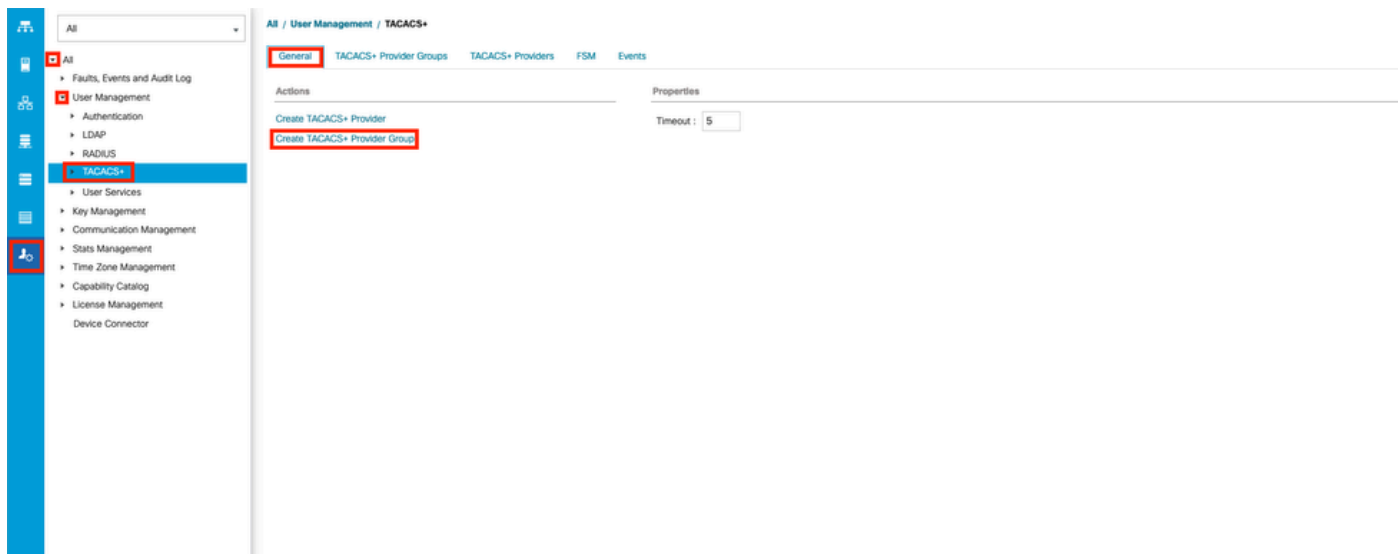 All
All
Faults, Events and Audit Log
User Management
Authentication
LDAP
RADIUS
TACACS+
User Services
Key Management
Communication Management
Stats Management
Time Zone Management
Capability Catalog
License Management
Device Connector
All / User Management / TACACS+
General TACACS+ Provider Groups TACACS+ Providers FSM Events
Actions
Create TACACS+ Provider
Create TACACS+ Provider Group
Properties
Timeout : 5